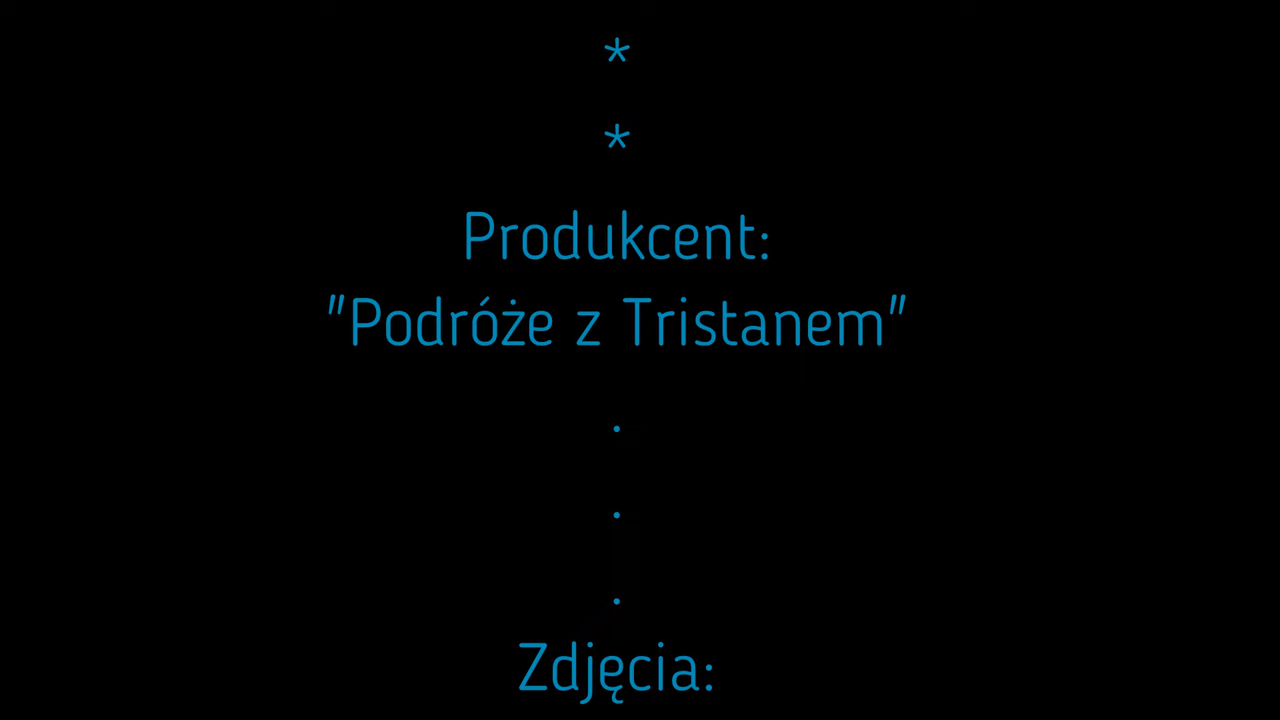 *
*
Produkcent:
"Podróże z Tristanem"
.
.
.
Zdjęcia: